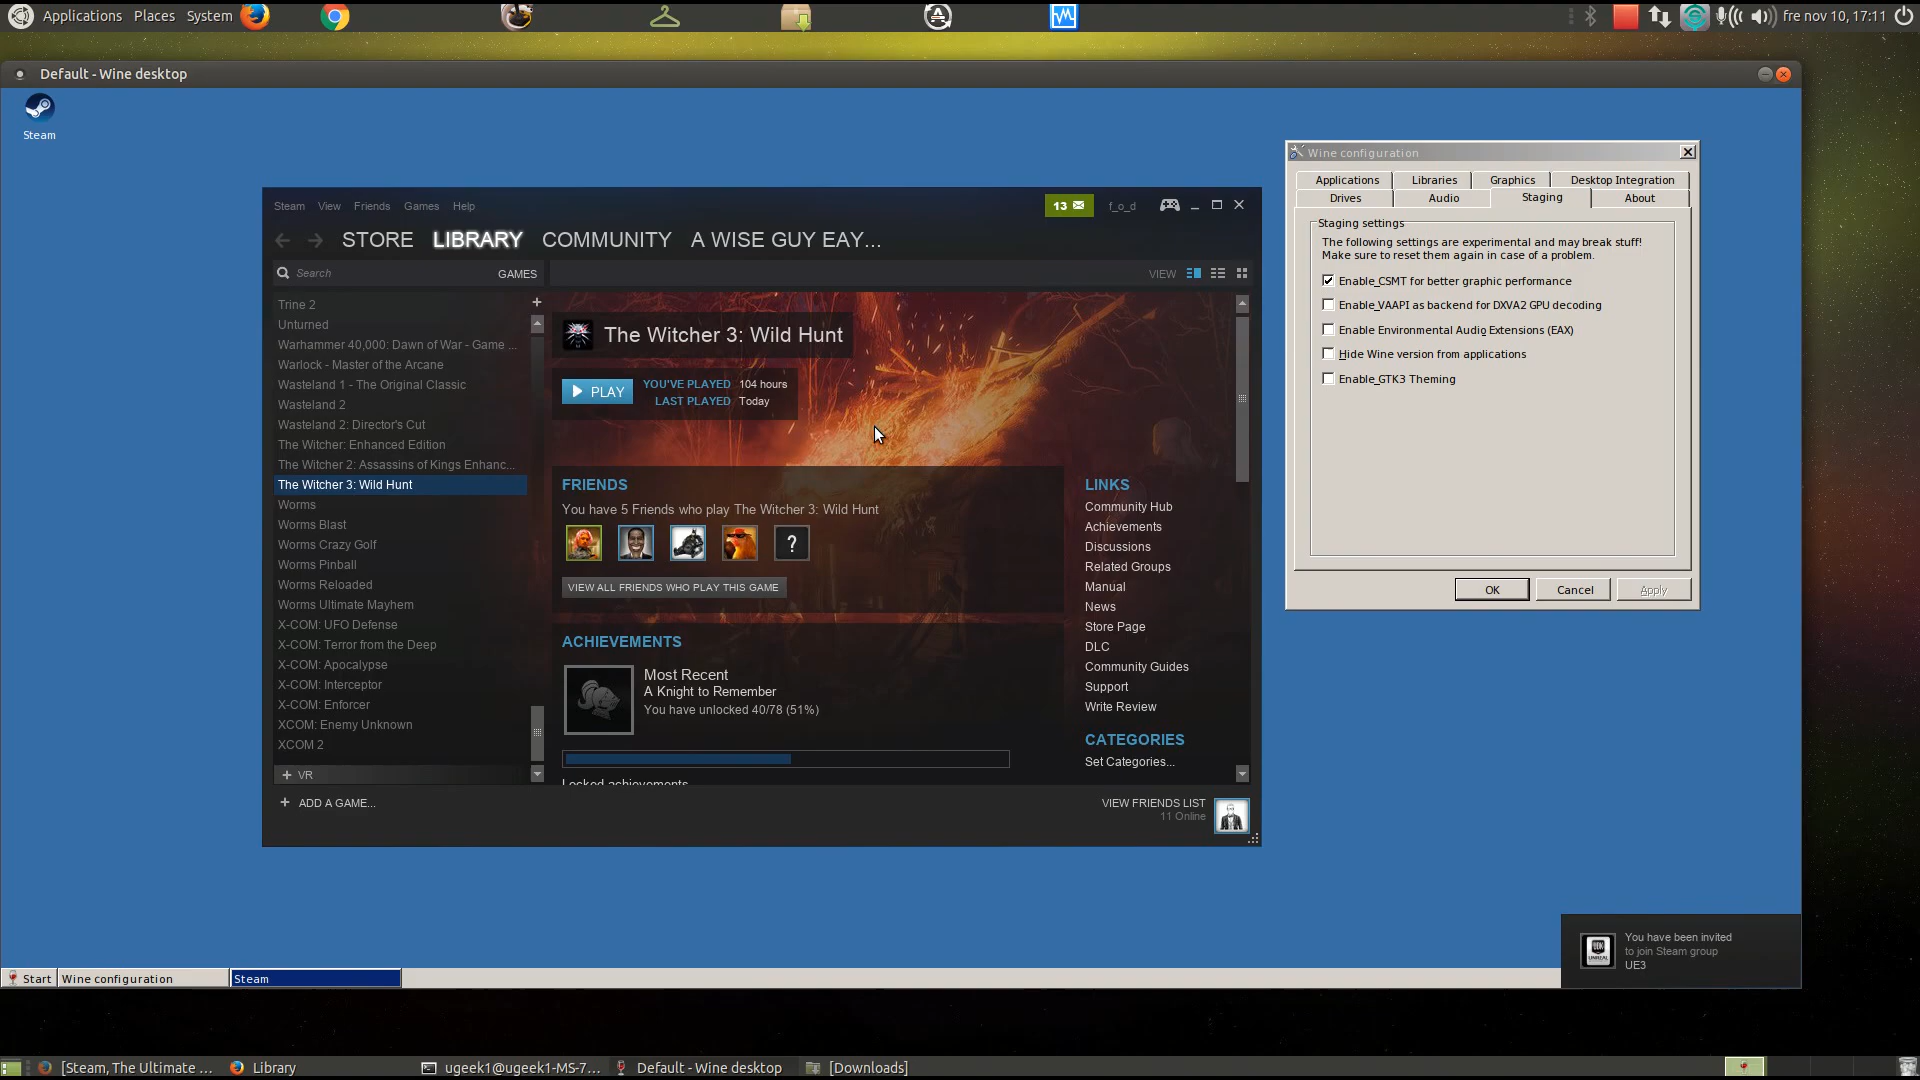 Applications Places System
fre nov 10, 17:11
Default - Wine desktop
Steam
Steam View Friends Games Help
13
f_o_d
STORE LIBRARY COMMUNITY A WISE GUY EAY...
Search
GAMES
VIEW
Trine 2
Unturned
Warhammer 40,000: Dawn of War - Game ...
Warlock - Master of the Arcane
Wasteland 1 - The Original Classic
Wasteland 2
Wasteland 2: Director's Cut
The Witcher: Enhanced Edition
The Witcher 2: Assassins of Kings Enhanc...
The Witcher 3: Wild Hunt
Worms
Worms Blast
Worms Crazy Golf
Worms Pinball
Worms Reloaded
Worms Ultimate Mayhem
X-COM: UFO Defense
X-COM: Terror from the Deep
X-COM: Apocalypse
X-COM: Interceptor
X-COM: Enforcer
XCOM: Enemy Unknown
XCOM 2
+ VR
+ ADD A GAME...
The Witcher 3: Wild Hunt
PLAY
YOU'VE PLAYED 104 hours
LAST PLAYED Today
FRIENDS
You have 5 Friends who play The Witcher 3: Wild Hunt
?
VIEW ALL FRIENDS WHO PLAY THIS GAME
ACHIEVEMENTS
Most Recent
A Knight to Remember
You have unlocked 40/78 (51%)
Locked achievements
LINKS
Community Hub
Achievements
Discussions
Related Groups
Manual
News
Store Page
DLC
Community Guides
Support
Write Review
CATEGORIES
Set Categories...
VIEW FRIENDS LIST
11 Online
Wine configuration
Applications Libraries Graphics Desktop Integration
Drives Audio Staging About
Staging settings
The following settings are experimental and may break stuff!
Make sure to reset them again in case of a problem.
Enable CSMT for better graphic performance
Enable VAAPI as backend for DXVA2 GPU decoding
Enable Environmental Audio Extensions (EAX)
Hide Wine version from applications
Enable GTK3 Theming
OK Cancel Apply
You have been invited
to join Steam group
UE3
Start Wine configuration Steam
[Steam, The Ultimate ... Library ugeek1@ugeek1-MS-7... Default - Wine desktop [Downloads]